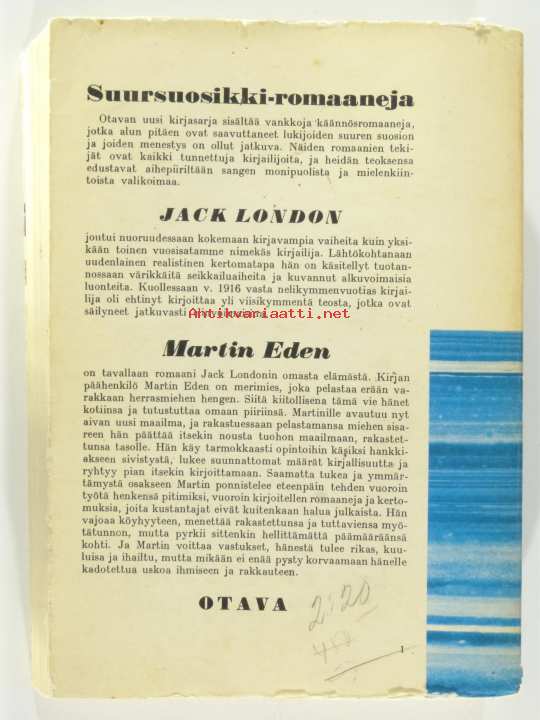 Suursuosikki-romaaneja
Otavan uusi kirjasarja sisältää vankkoja käännösromaaneja,
jotka alun pitäen ovat saavuttaneet lukijoiden suuren suosion
ja joiden menestys on ollut jatkuva. Näiden romaanien teki-
jät ovat kaikki tunnettuja kirjailijoita, ja heidän teoksensa
edustavat aihepiiriltään sangen monipuolista ja mielenkiin-
toista valikoimaa.
JACK LONDON
joutui nuoruudessaan kokemaan kirjavampia vaiheita kuin yksi-
kään toinen vuosisatamme nimekäs kirjailija. Lähtökohtanaan
uudenlainen realistinen kertomatapa hän on käsitellyt tuotan-
nossaan värikkäitä seikkailuaiheita ja kuvannut alkuvoimaisia
luonteita. Kuollessaan v. 1916 vasta nelikymmenvuotias kirjai-
lija oli ehtinyt kirjoittaa yli viisikymmentä teosta, jotka ovat
säilyneet jatkuvasti
Antikvariaatti.net
Martin Eden
on tavallaan romaani Jack Londonin omasta elämästä. Kirjan
päähenkilö Martin Eden on merimies, joka pelastaa erään va-
rakkaan herrasmiehen hengen. Siitä kiitollisena tämä vie hänet
kotiinsa ja tutustuttaa omaan piiriinsä. Martinille avautuu nyt
aivan uusi maailma, ja rakastuessaan pelastamansa miehen sisa-
reen hän päättää itsekin nousta tuohon maailmaan, rakastet-
tunsa tasolle. Hän käy tarmokkaasti opintoihin käsiksi hankki-
akseen sivistystä, lukee suunnattomat määrät kirjallisuutta ja
ryhtyy pian itsekin kirjoittamaan. Saamatta tukea ja ymmär-
tämystä osakseen Martin ponnistelee eteenpäin tehden vuoroin
työtä henkensä pitimiksi, vuoroin kirjoitellen romaaneja ja kerto-
muksia, joita kustantajat eivät kuitenkaan halua julkaista. Hän
vajoaa köyhyyteen, menettää rakastettunsa ja tuttaviensa myö-
tätunnon, mutta pyrkii sittenkin hellittämättä päämääräänsä
kohti. Ja Martin voittaa vastukset, hänestä tulee rikas, kuu-
luisa ja ihailtu, mutta mikään ei enää pysty korvaamaan hänelle
kadotettua uskoa ihmiseen ja rakkauteen.
OTAVA
2:20